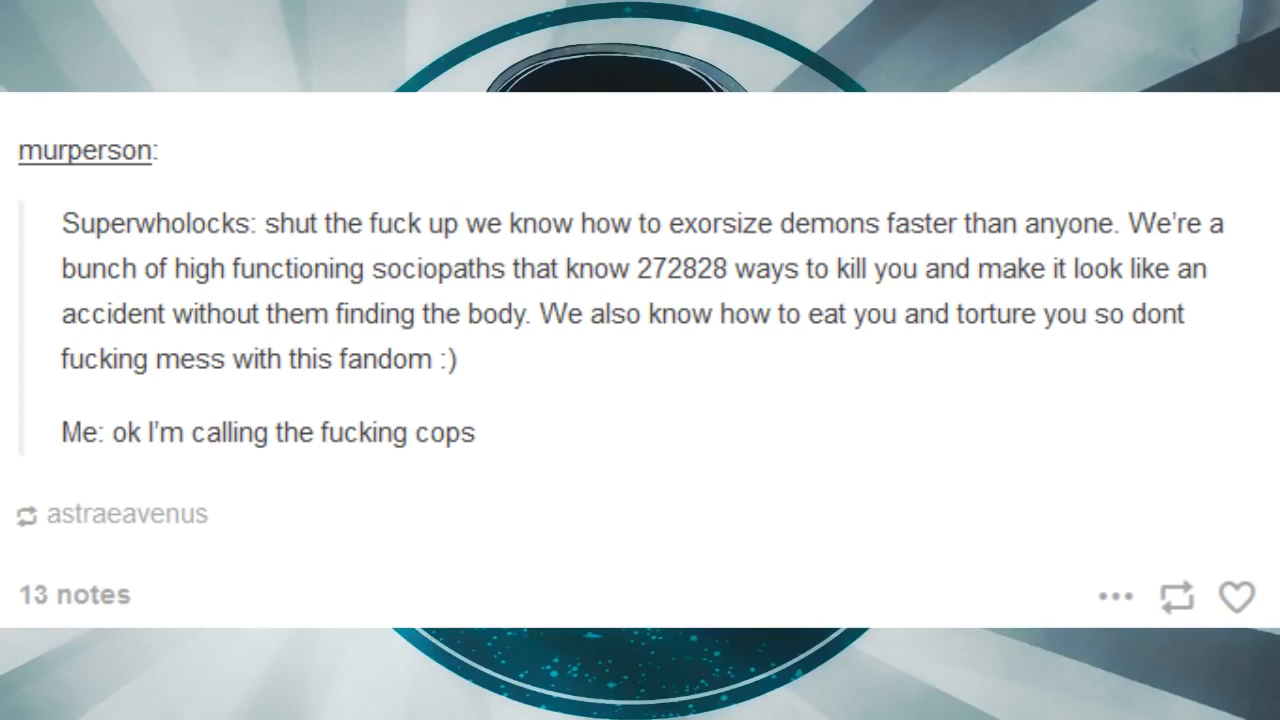 murperson:
Superwholocks: shut the fuck up we know how to exorsize demons faster than anyone. We're a
bunch of high functioning sociopaths that know 272828 ways to kill you and make it look like an
accident without them finding the body. We also know how to eat you and torture you so dont
fucking mess with this fandom :)
Me: ok I'm calling the fucking cops
astraeavenus
13 notes